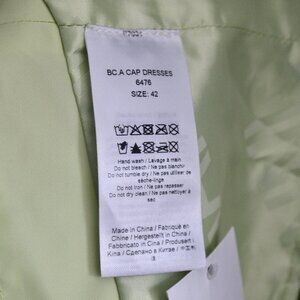 BC.A CAP DRESSES
6476
SIZE: 42
Hand wash / Lavage à main
Do not bleach / Ne pas blanchir
Do not tumble dry / Ne pas utiliser de
sèche-linge
Do not Iron / Ne pas repasser
Do not dry clean / Ne pas nettoyer à
sec
Made in China / Fabriqué en
Chine / Hergestellt in China /
Fabbricato in Cina / Produsert i
Kina / Сделано в Китае / 中